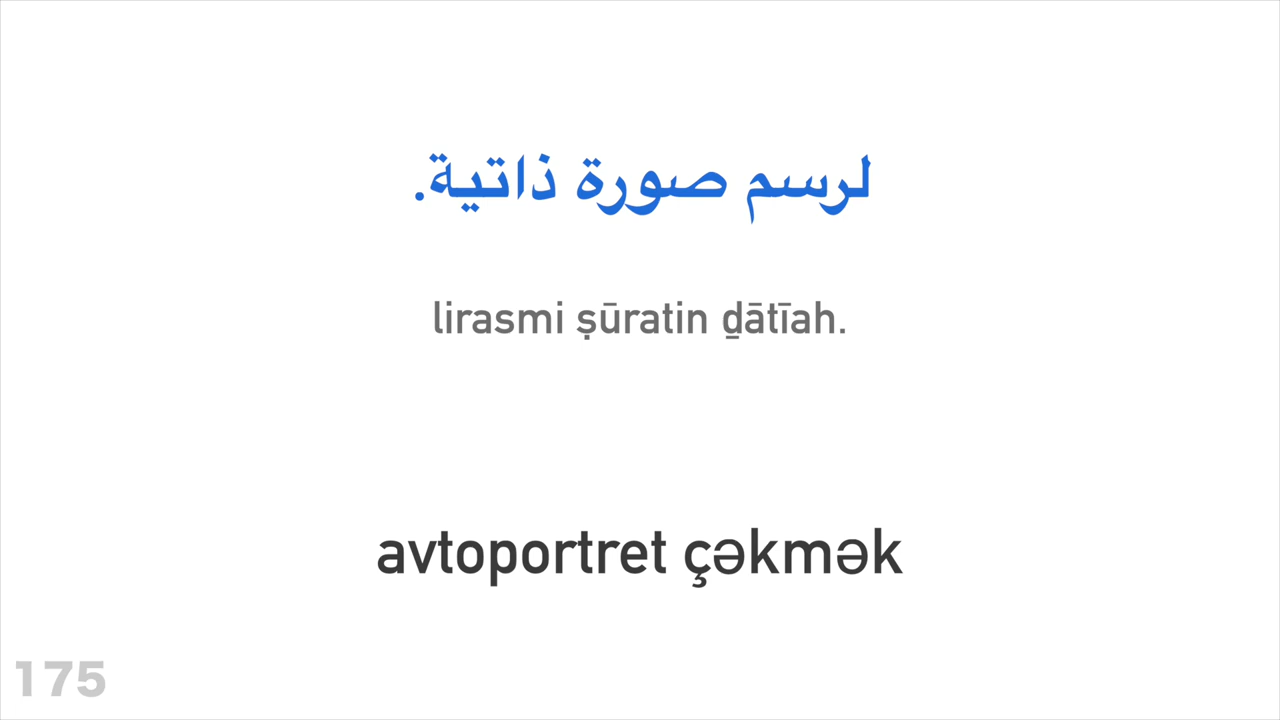 لرسم صورة ذاتية.
lirasmi ṣūratin ḏātīah.
avtoportret çəkmək
175